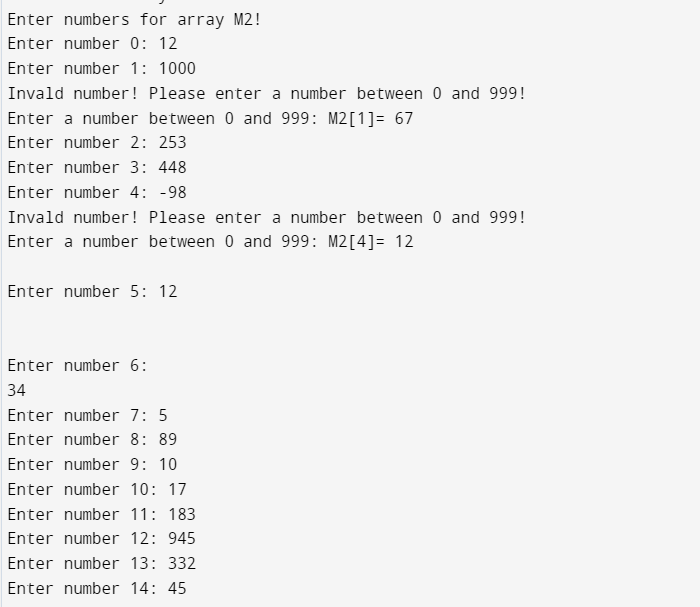 Enter numbers for array M2!
Enter number 0: 12
Enter number 1: 1000
Invald number! Please enter a number between 0 and 999!
Enter a number between 0 and 999: M2[1]= 67
Enter number 2: 253
Enter number 3: 448
Enter number 4: -98
Invald number! Please enter a number between 0 and 999!
Enter a number between 0 and 999: M2[4]= 12
Enter number 5: 12
Enter number 6:
34
Enter number 7: 5
Enter number 8: 89
Enter number 9: 10
Enter number 10: 17
Enter number 11: 183
Enter number 12: 945
Enter number 13: 332
Enter number 14: 45